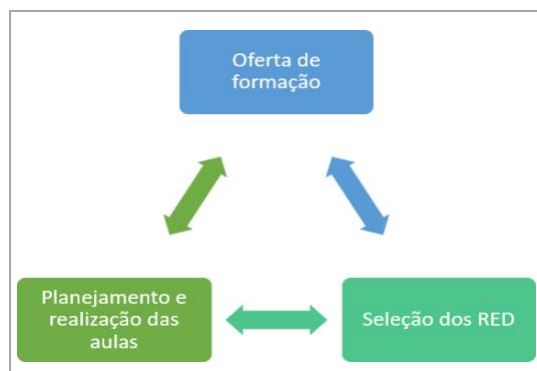 Oferta de
formação
Planejamento e
realização das
aulas
Seleção dos RED